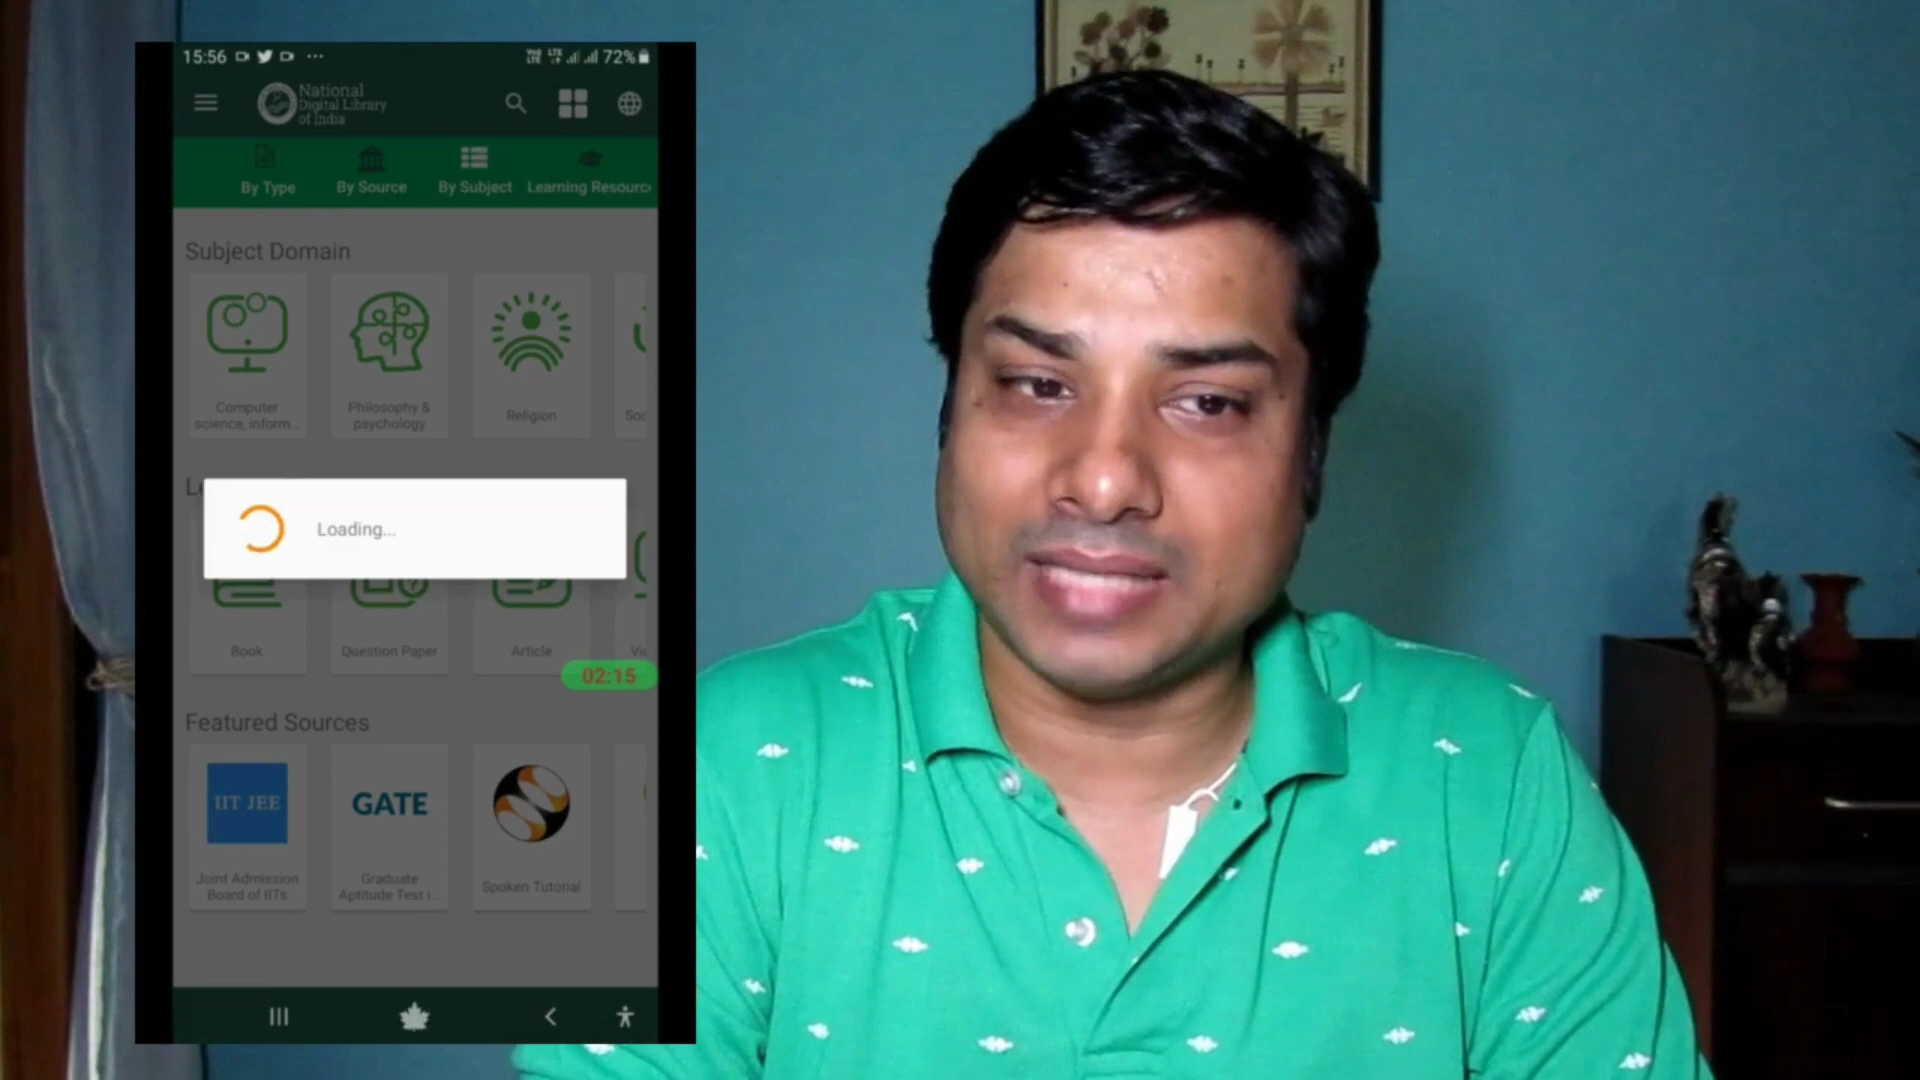 15:56 ... 72%
National
Digital Library
of India
By Type By Source By Subject Learning Resourc
Subject Domain
Computer
science, inform...
Philosophy &
psychology
Religion
Soc
Loading...
Book
Question Paper
Article
Vi
02:15
Featured Sources
IIT JEE
GATE
Joint Admission
Board of IITs
Graduate
Aptitude Test i...
Spoken Tutorial